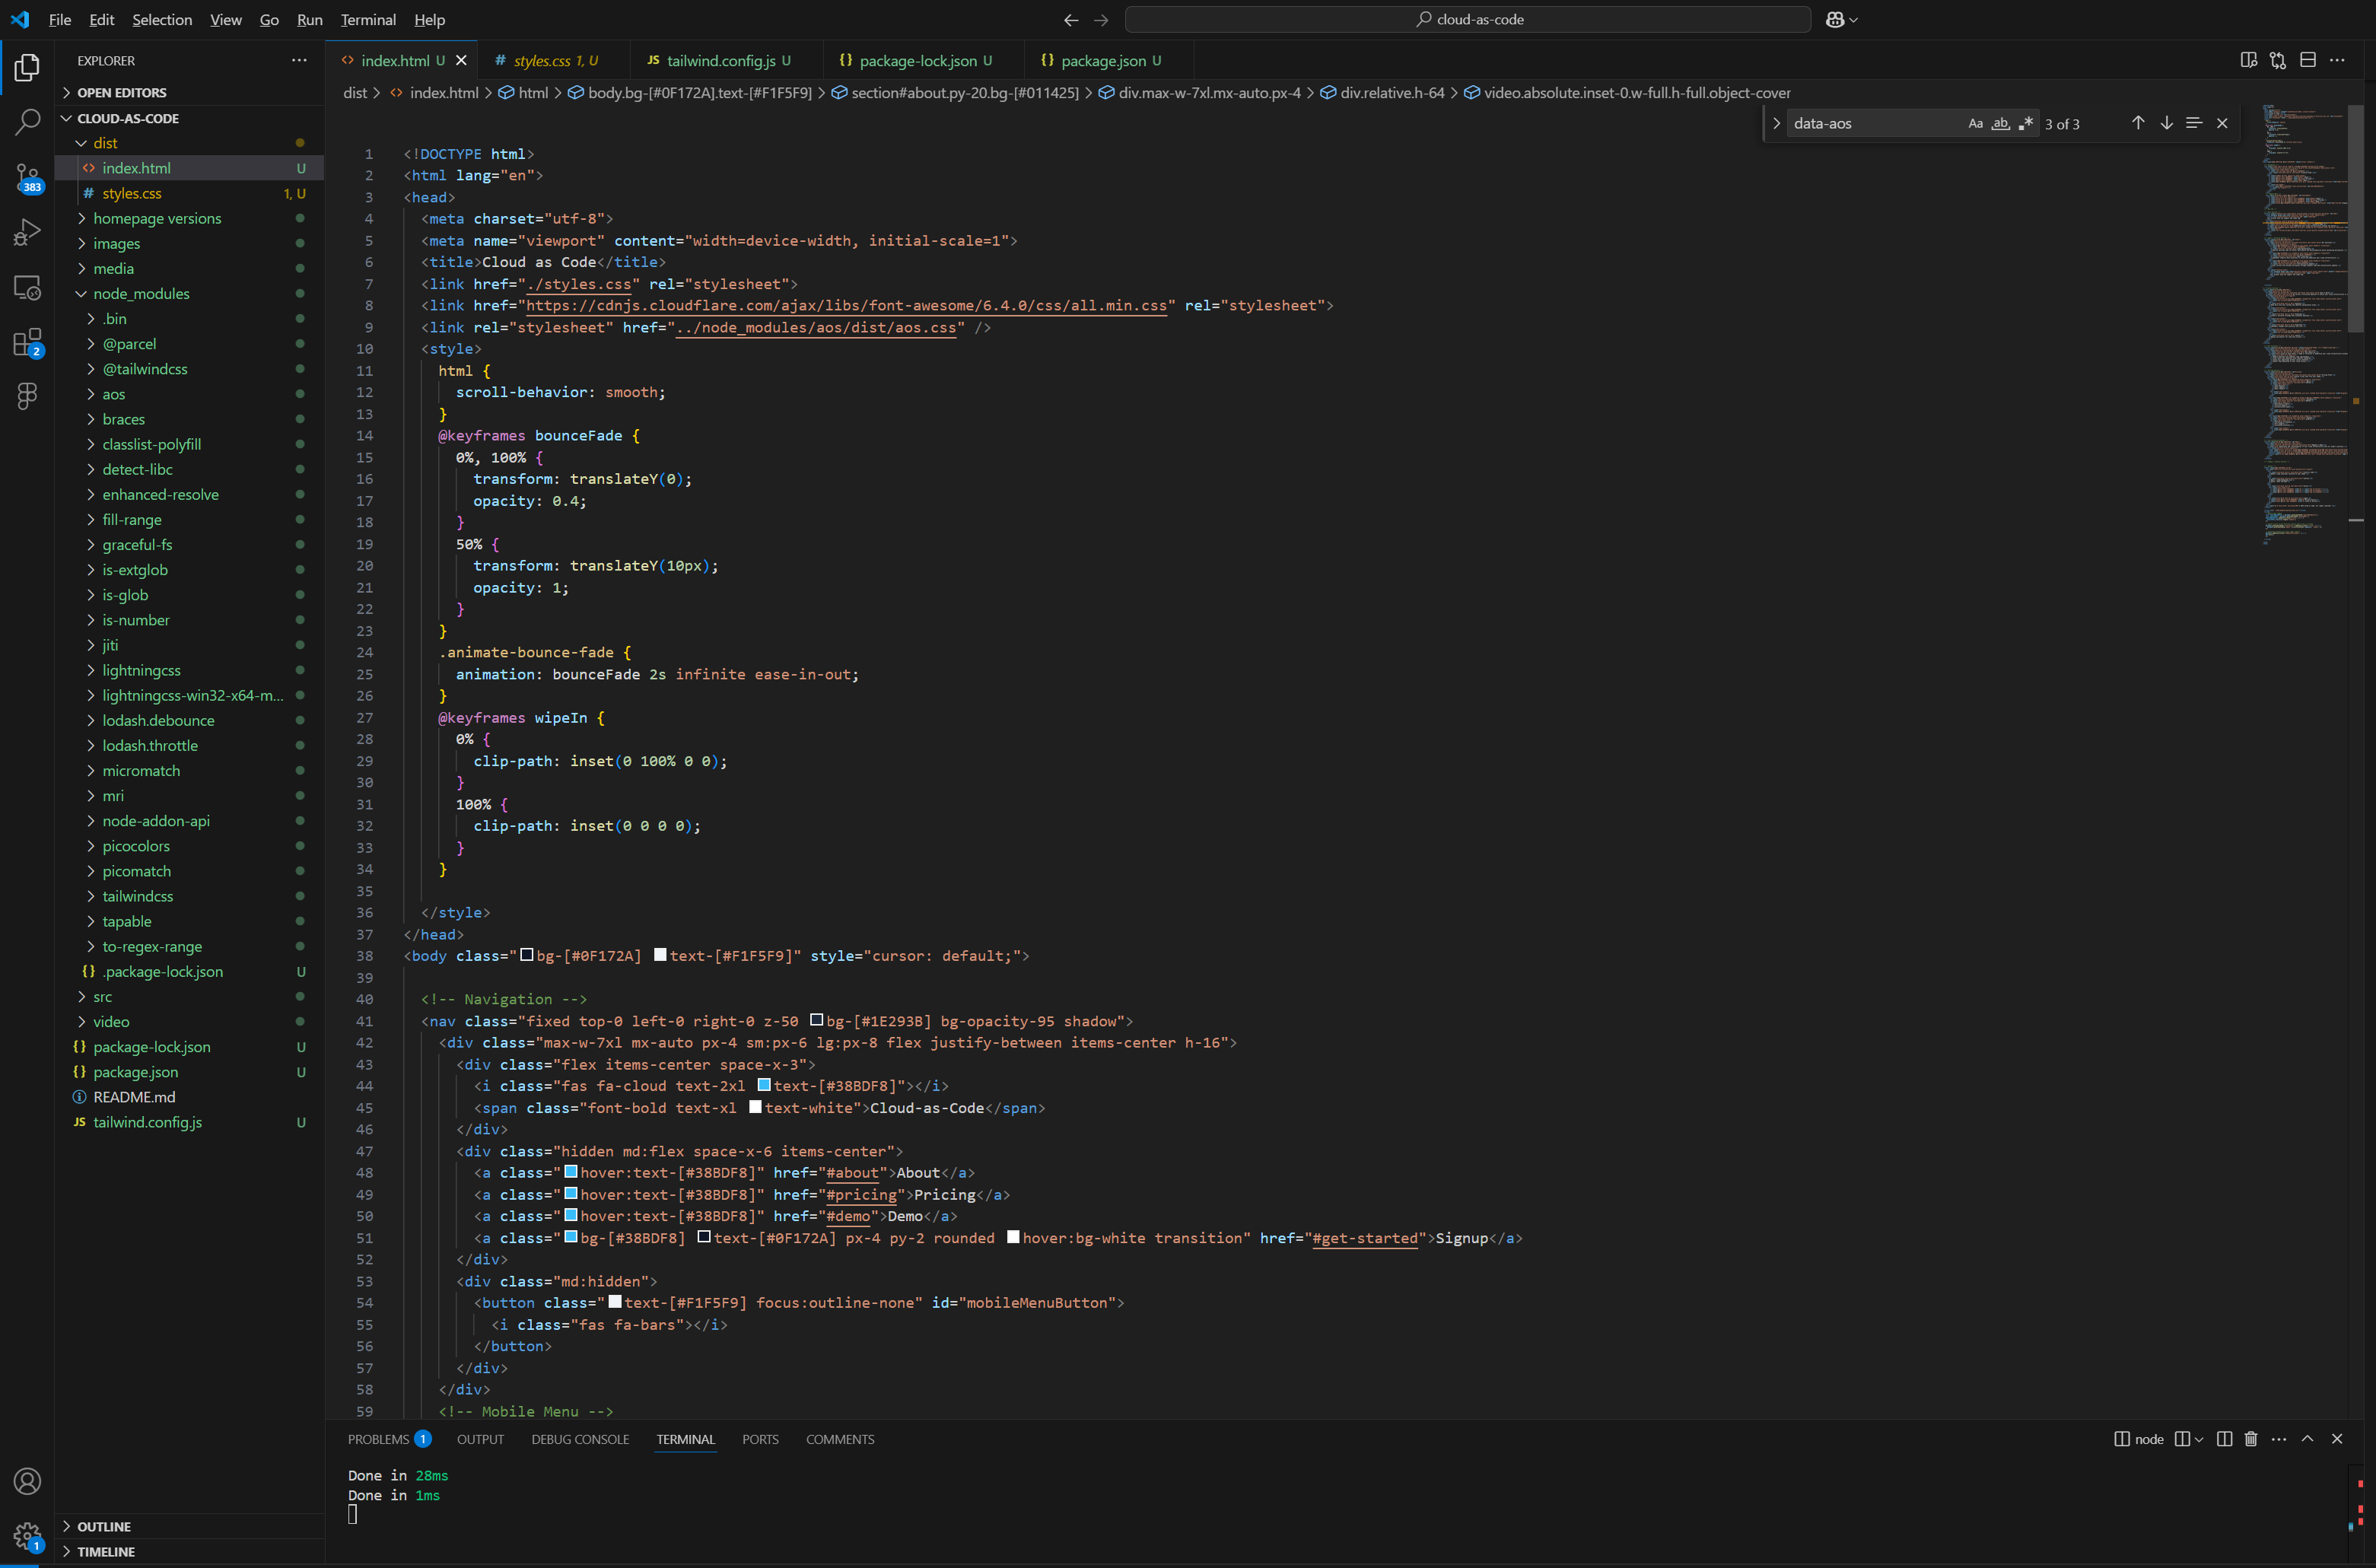 File Edit Selection View Go Run Terminal Help
cloud-as-code
EXPLORER
OPEN EDITORS
CLOUD-AS-CODE
dist
index.html U
styles.css 1, U
homepage versions
images
media
node_modules
.bin
@parcel
@tailwindcss
aos
braces
classlist-polyfill
detect-libc
enhanced-resolve
fill-range
graceful-fs
is-extglob
is-glob
is-number
jiti
lightningcss
lightningcss-win32-x64-m...
lodash.debounce
lodash.throttle
micromatch
mri
node-addon-api
picocolors
picomatch
tailwindcss
tapable
to-regex-range
{} .package-lock.json U
src
video
{} package-lock.json U
{} package.json U
README.md
JS tailwind.config.js U
OUTLINE
TIMELINE
383
2
1
<> index.html U
# styles.css 1, U
JS tailwind.config.js U
{} package-lock.json U
{} package.json U
dist > <> index.html > html > body.bg-[#0F172A].text-[#F1F5F9] > section#about.py-20.bg-[#011425] > div.max-w-7xl.mx-auto.px-4 > div.relative.h-64 > video.absolute.inset-0.w-full.h-full.object-cover
data-aos Aa ab .* 3 of 3
1 <!DOCTYPE html>
2 <html lang="en">
3 <head>
4 <meta charset="utf-8">
5 <meta name="viewport" content="width=device-width, initial-scale=1">
6 <title>Cloud as Code</title>
7 <link href="./styles.css" rel="stylesheet">
8 <link href="https://cdnjs.cloudflare.com/ajax/libs/font-awesome/6.4.0/css/all.min.css" rel="stylesheet">
9 <link rel="stylesheet" href="../node_modules/aos/dist/aos.css" />
10 <style>
11 html {
12 scroll-behavior: smooth;
13 }
14 @keyframes bounceFade {
15 0%, 100% {
16 transform: translateY(0);
17 opacity: 0.4;
18 }
19 50% {
20 transform: translateY(10px);
21 opacity: 1;
22 }
23 }
24 .animate-bounce-fade {
25 animation: bounceFade 2s infinite ease-in-out;
26 }
27 @keyframes wipeIn {
28 0% {
29 clip-path: inset(0 100% 0 0);
30 }
31 100% {
32 clip-path: inset(0 0 0 0);
33 }
34 }
35
36 </style>
37 </head>
38 <body class="bg-[#0F172A] text-[#F1F5F9]" style="cursor: default;">
39
40 <!-- Navigation -->
41 <nav class="fixed top-0 left-0 right-0 z-50 bg-[#1E293B] bg-opacity-95 shadow">
42 <div class="max-w-7xl mx-auto px-4 sm:px-6 lg:px-8 flex justify-between items-center h-16">
43 <div class="flex items-center space-x-3">
44 <i class="fas fa-cloud text-2xl text-[#38BDF8]"></i>
45 <span class="font-bold text-xl text-white">Cloud-as-Code</span>
46 </div>
47 <div class="hidden md:flex space-x-6 items-center">
48 <a class="hover:text-[#38BDF8]" href="#about">About</a>
49 <a class="hover:text-[#38BDF8]" href="#pricing">Pricing</a>
50 <a class="hover:text-[#38BDF8]" href="#demo">Demo</a>
51 <a class="bg-[#38BDF8] text-[#0F172A] px-4 py-2 rounded hover:bg-white transition" href="#get-started">Signup</a>
52 </div>
53 <div class="md:hidden">
54 <button class="text-[#F1F5F9] focus:outline-none" id="mobileMenuButton">
55 <i class="fas fa-bars"></i>
56 </button>
57 </div>
58 </div>
59 <!-- Mobile Menu -->
PROBLEMS 1 OUTPUT DEBUG CONSOLE TERMINAL PORTS COMMENTS
node
Done in 28ms
Done in 1ms